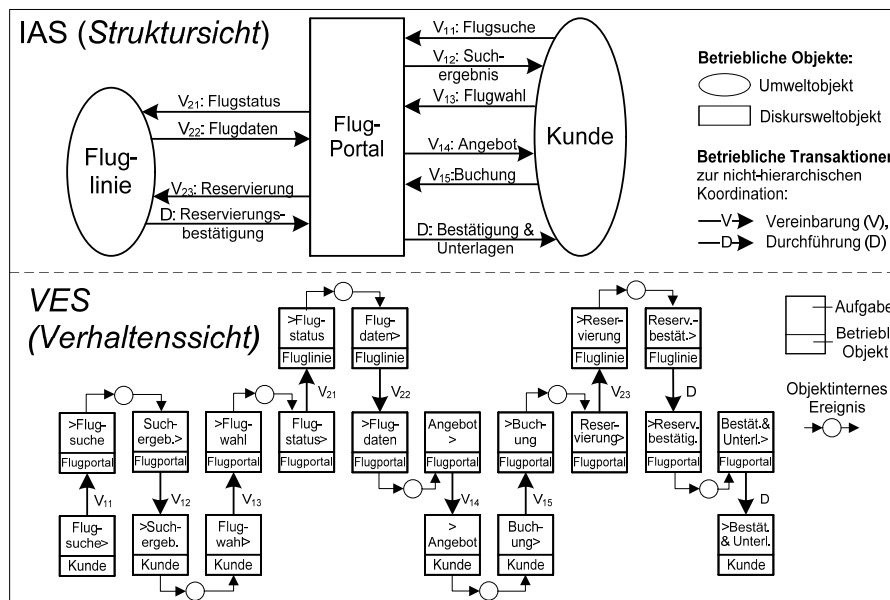 IAS (Struktursicht)
V11: Flugsuche
V12: Such-
ergebnis
V13: Flugwahl
V14: Angebot
V15:Buchung
D: Bestätigung &
Unterlagen
V21: Flugstatus
V22: Flugdaten
V23: Reservierung
D: Reservierungs-
bestätigung
Flug-
linie
Flug-
Portal
Kunde
Betriebliche Objekte:
Umweltobjekt
Diskursweltobjekt
Betriebliche Transaktionen
zur nicht-hierarchischen
Koordination:
V
Vereinbarung (V),
D
Durchführung (D)
VES
(Verhaltenssicht)
>Flug-
status
Fluglinie
Flug-
daten>
Fluglinie
>Reser-
vierung
Fluglinie
Reserv.-
bestät.>
Fluglinie
V21
V22
V23
D
>Flug-
suche
Flugportal
Such-
ergeb.>
Flugportal
>Flug-
wahl
Flugportal
Flug-
status>
Flugportal
>Flug-
daten
Flugportal
Angebot
>
Flugportal
>Buch-
ung
Flugportal
Reser-
vierung>
Flugportal
>Reserv.
bestätig.
Flugportal
Bestät.&
Unterl.>
Flugportal
V11
V12
V13
V14
V15
D
Flug-
suche>
Kunde
>Such-
ergeb.
Kunde
Flug-
wahl>
Kunde
>
Angebot
Kunde
Buch-
ung>
Kunde
>Bestät.
& Unterl.
Kunde
Aufgabe
Betriebl.
Objekt
Objektinternes
Ereignis